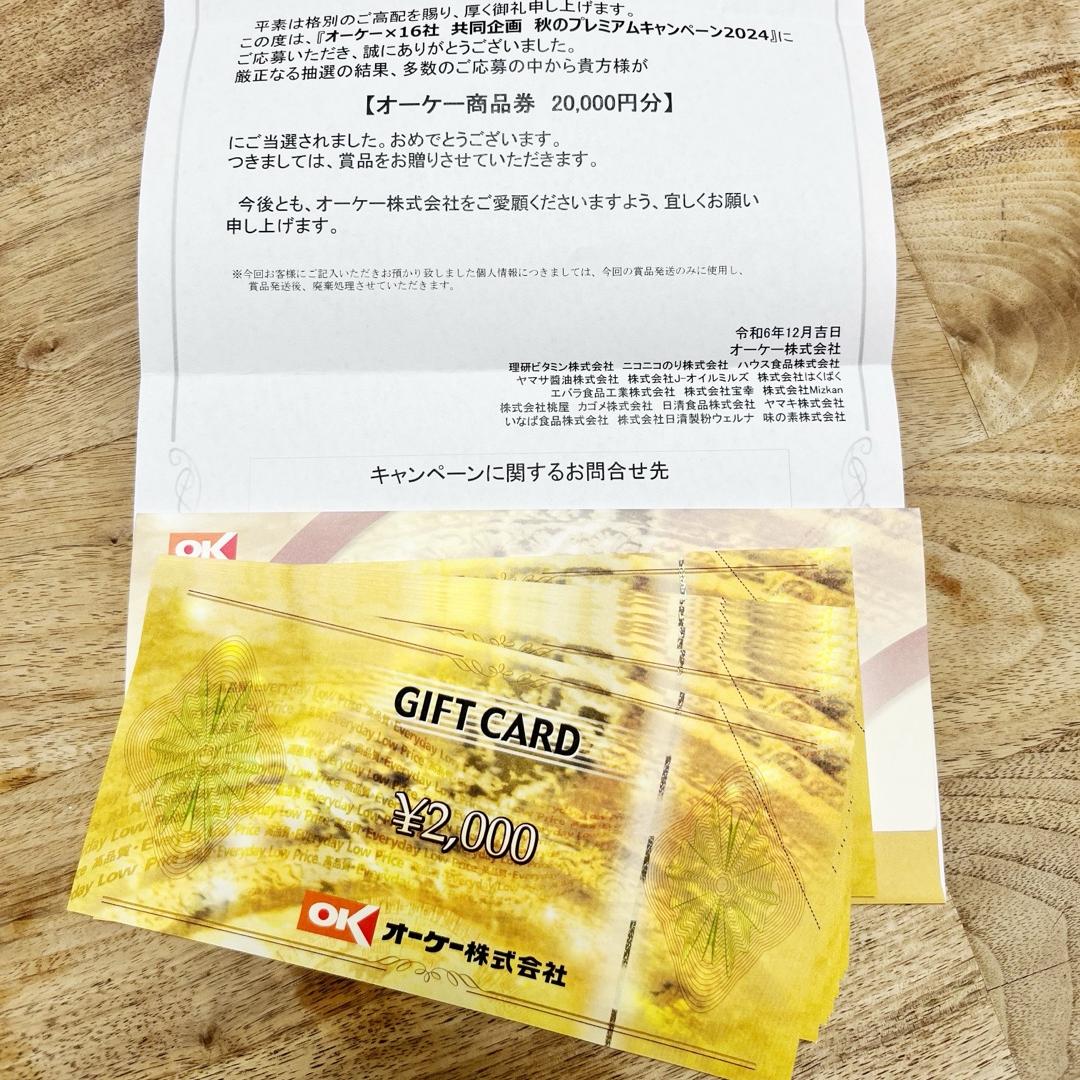 平素は格別のご高配を賜り、厚く御礼申し上げます。
この度は、『オーケー×16社 共同企画 秋のプレミアムキャンペーン2024』に
ご応募いただき、誠にありがとうございました。
厳正なる抽選の結果、多数のご応募の中から貴方様が
【オーケー商品券 20,000円分】
にご当選されました。おめでとうございます。
つきましては、賞品をお贈りさせていただきます。
今後とも、オーケー株式会社をご愛顧くださいますよう、宜しくお願い
申し上げます。
※今回お客様にご記入いただきお預かり致しました個人情報につきましては、今回の賞品発送のみに使用し、
賞品発送後、廃棄処理させていただきます。
令和6年12月吉日
オーケー株式会社
理研ビタミン株式会社 ニコニコのり株式会社 ハウス食品株式会社
ヤマサ醤油株式会社 株式会社J-オイルミルズ 株式会社はくばく
エバラ食品工業株式会社 株式会社宝幸 株式会社Mizkan
株式会社桃屋 カゴメ株式会社 日清食品株式会社 ヤマキ株式会社
いなば食品株式会社 株式会社日清製粉ウェルナ 味の素株式会社
キャンペーンに関するお問合せ先
OK
GIFT CARD
¥2,000
OK オーケー株式会社